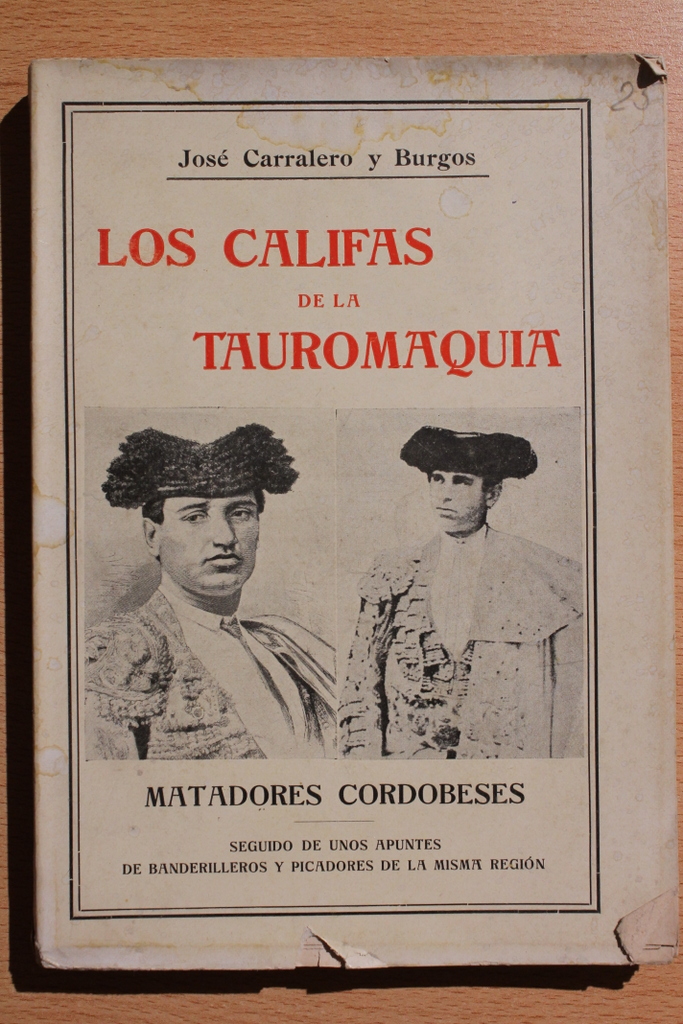 25
José Carralero y Burgos
LOS CALIFAS
DE LA
TAUROMAQUIA
MATADORES CORDOBESES
SEGUIDO DE UNOS APUNTES
DE BANDERILLEROS Y PICADORES DE LA MISMA REGIÓN